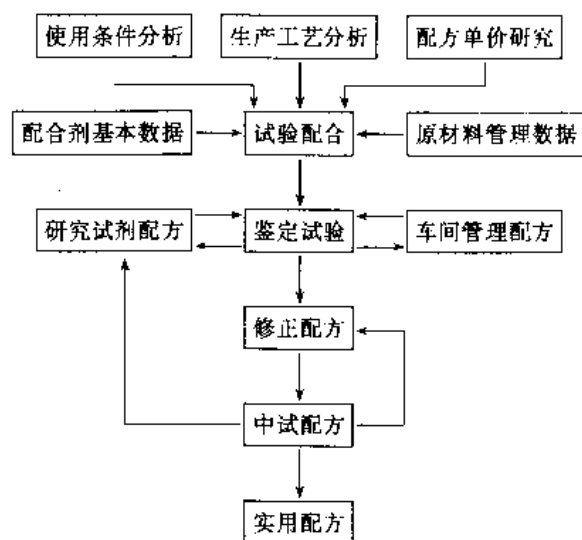 使用条件分析
生产工艺分析
配方单价研究
配合剂基本数据
试验配合
原材料管理数据
研究试剂配方
鉴定试验
车间管理配方
修正配方
中试配方
实用配方